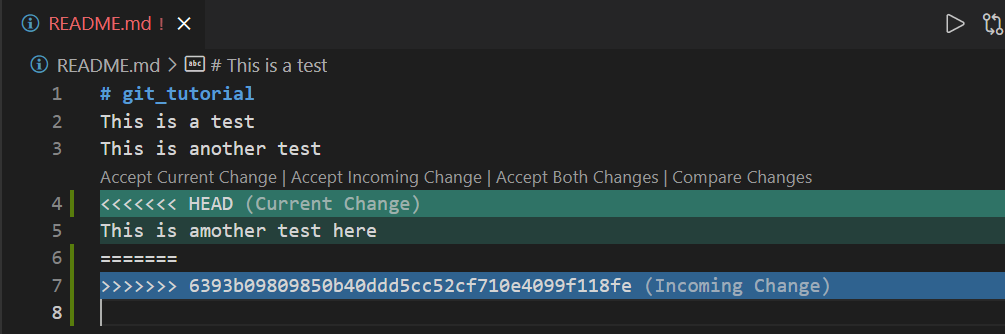 README.md !
README.md > # This is a test
1 # git_tutorial
2 This is a test
3 This is another test
Accept Current Change | Accept Incoming Change | Accept Both Changes | Compare Changes
4 <<<<<<< HEAD (Current Change)
5 This is amother test here
6 =======
7 >>>>>>> 6393b09809850b40ddd5cc52cf710e4099f118fe (Incoming Change)
8